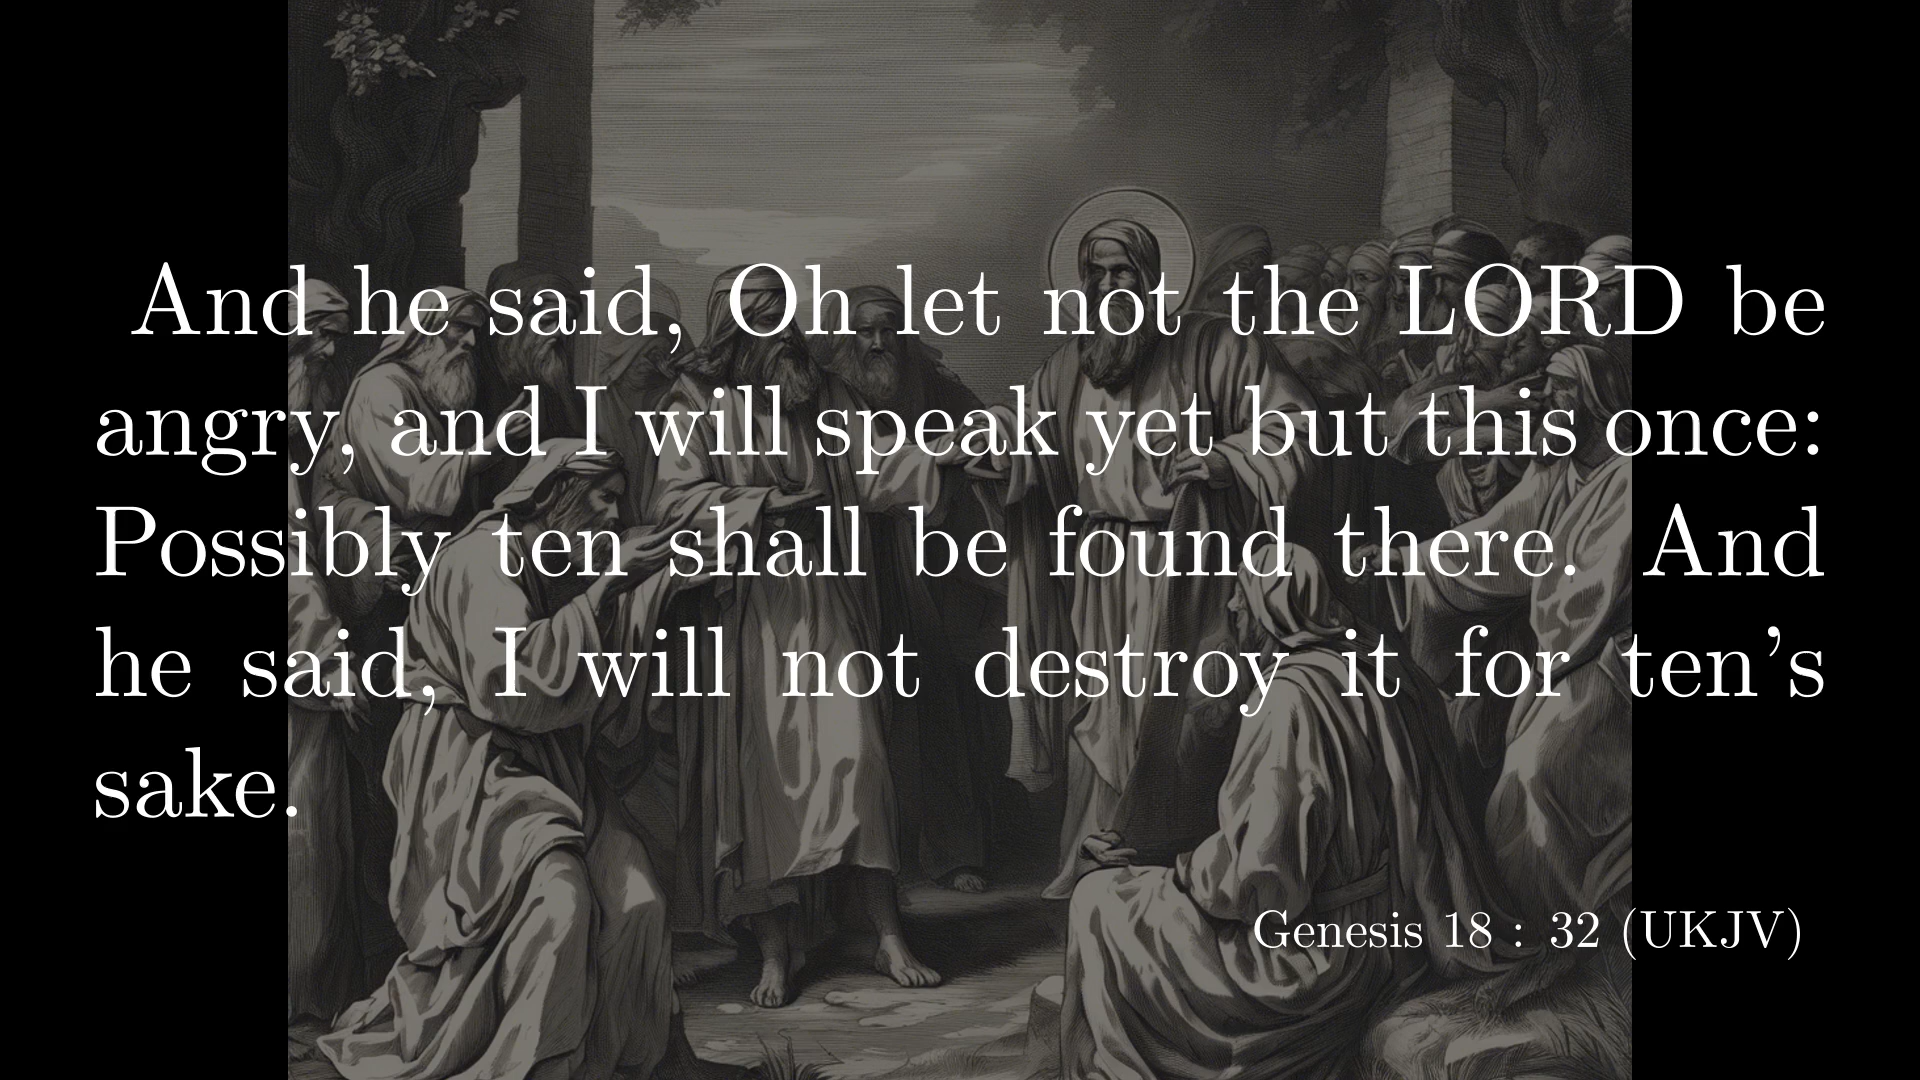 And he said, Oh let not the LORD be
angry, and I will speak yet but this once:
Possibly ten shall be found there. And
he said, I will not destroy it for ten’s
sake.
Genesis 18 : 32 (UKJV)